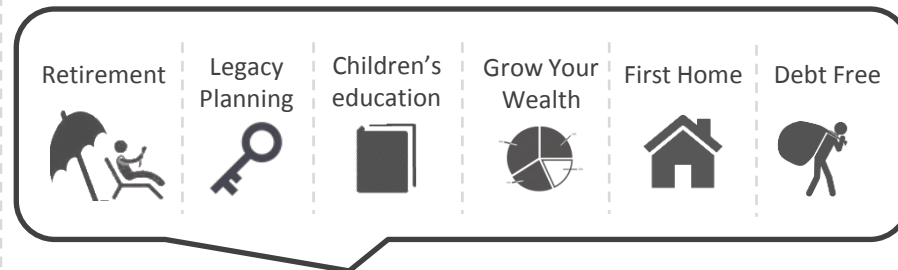 Retirement
Legacy
Planning
Children’s
education
Grow Your
Wealth
First Home
Debt Free